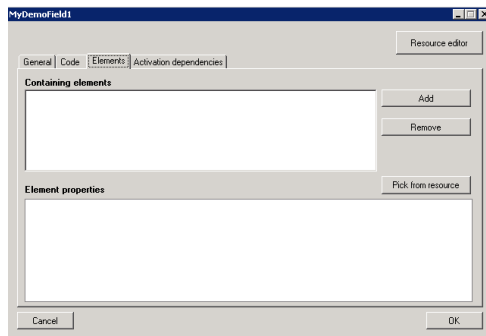 MyDemoField1
Resource editor
General Code Elements Activation dependencies
Containing elements
Add
Remove
Pick from resource
Element properties
Cancel OK